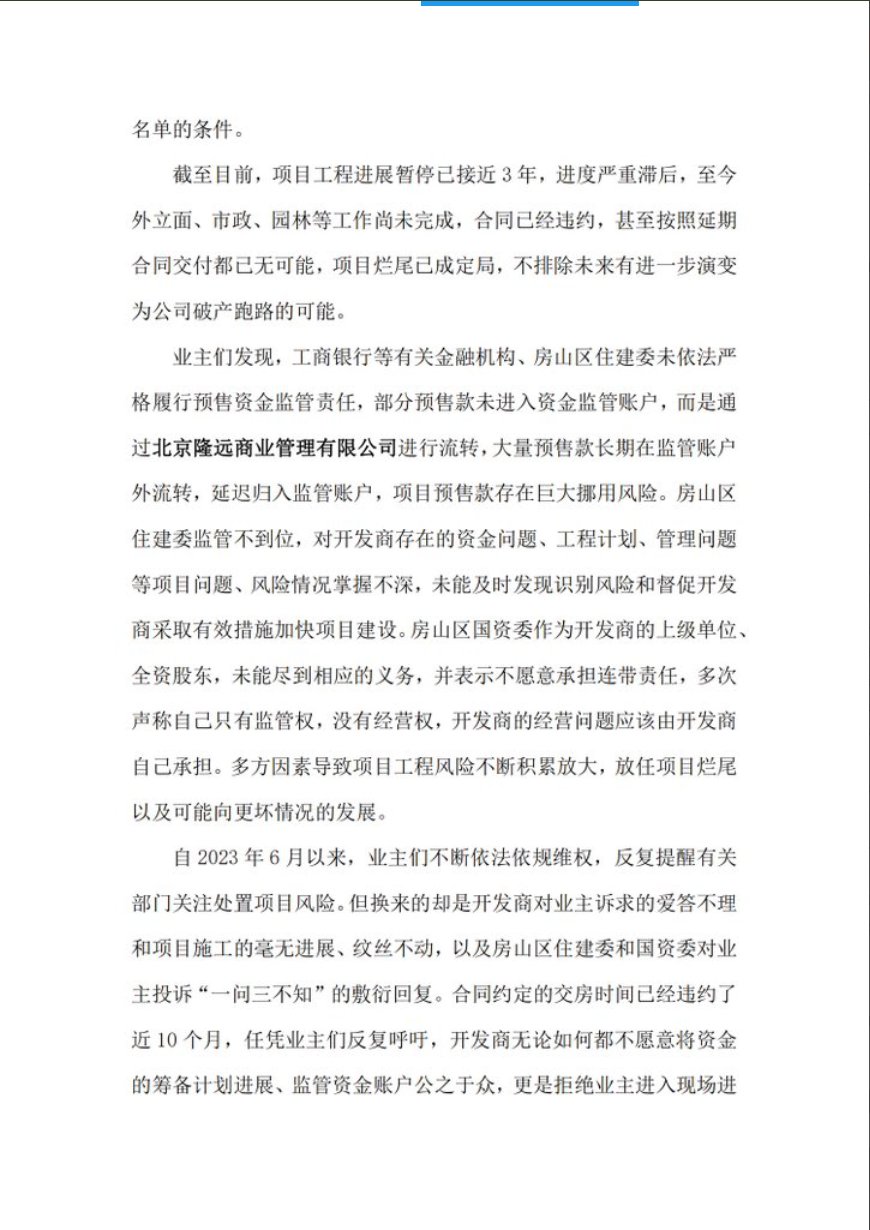 名单的条件。
截至目前，项目工程进展暂停已接近 3 年，进度严重滞后，至今
外立面、市政、园林等工作尚未完成，合同已经违约，甚至按照延期
合同交付都已无可能，项目烂尾已成定局，不排除未来有进一步演变
为公司破产跑路的可能。
业主们发现，工商银行等有关金融机构、房山区住建委未依法严
格履行预售资金监管责任，部分预售款未进入资金监管账户，而是通
过北京隆远商业管理有限公司进行流转，大量预售款长期在监管账户
外流转，延迟归入监管账户，项目预售款存在巨大挪用风险。房山区
住建委监管不到位，对开发商存在的资金问题、工程计划、管理问题
等项目问题、风险情况掌握不深，未能及时发现识别风险和督促开发
商采取有效措施加快项目建设。房山区国资委作为开发商的上级单位、
全资股东，未能尽到相应的义务，并表示不愿意承担连带责任，多次
声称自己只有监管权，没有经营权，开发商的经营问题应该由开发商
自己承担。多方因素导致项目工程风险不断积累放大，放任项目烂尾
以及可能向更坏情况的发展。
自 2023 年 6 月以来，业主们不断依法依规维权，反复提醒有关
部门关注处置项目风险。但换来的却是开发商对业主诉求的爱答不理
和项目施工的毫无进展、纹丝不动，以及房山区住建委和国资委对业
主投诉“一问三不知”的敷衍回复。合同约定的交房时间已经违约了
近 10 个月，任凭业主们反复呼吁，开发商无论如何都不愿意将资金
的筹备计划进展、监管资金账户公之于众，更是拒绝业主进入现场进